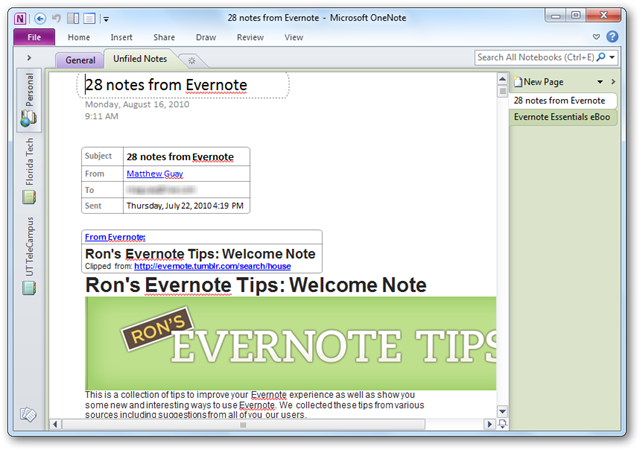 28 notes from Evernote - Microsoft OneNote
File Home Insert Share Draw Review View
General Unfiled Notes
Search All Notebooks (Ctrl+E)
Personal
Florida Tech
UT TeleCampus
New Page
28 notes from Evernote
Evernote Essentials eBoo
28 notes from Evernote
Monday, August 16, 2010
9:11 AM
Subject 28 notes from Evernote
From Matthew Guay
To
Sent Thursday, July 22, 2010 4:19 PM
From Evernote:
Ron's Evernote Tips: Welcome Note
Clipped from: http://evernote.tumblr.com/search/house
Ron's Evernote Tips: Welcome Note
RON'S
EVERNOTE TIPS
This is a collection of tips to improve your Evernote experience as well as show you
some new and interesting ways to use Evernote. We collected these tips from various
sources including suggestions from all of you our users.